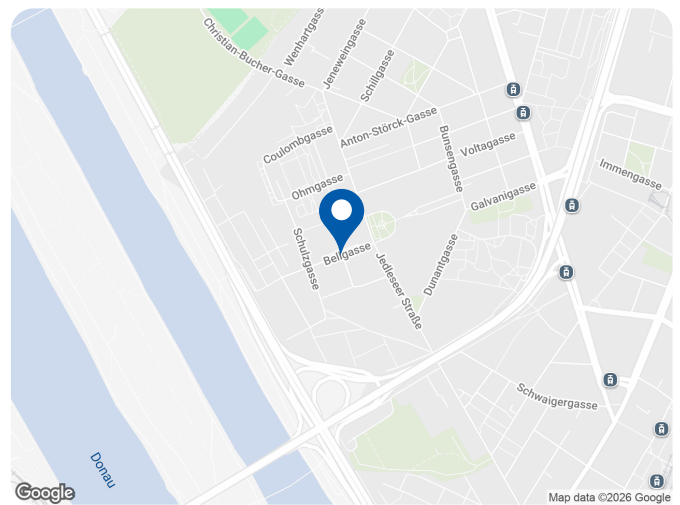 Christian-Bucher-Gasse
Wenhartgasse
Jeneweingasse
Schillgasse
Coulombgasse
Anton-Störck-Gasse
Bunsengasse
Voltagasse
Immengasse
Ohmgasse
Galvanigasse
Schulzgasse
Bellgasse
Jedleseer Straße
Dunantgasse
Schwaigergasse
Donau
Google
Map data ©2026 Google